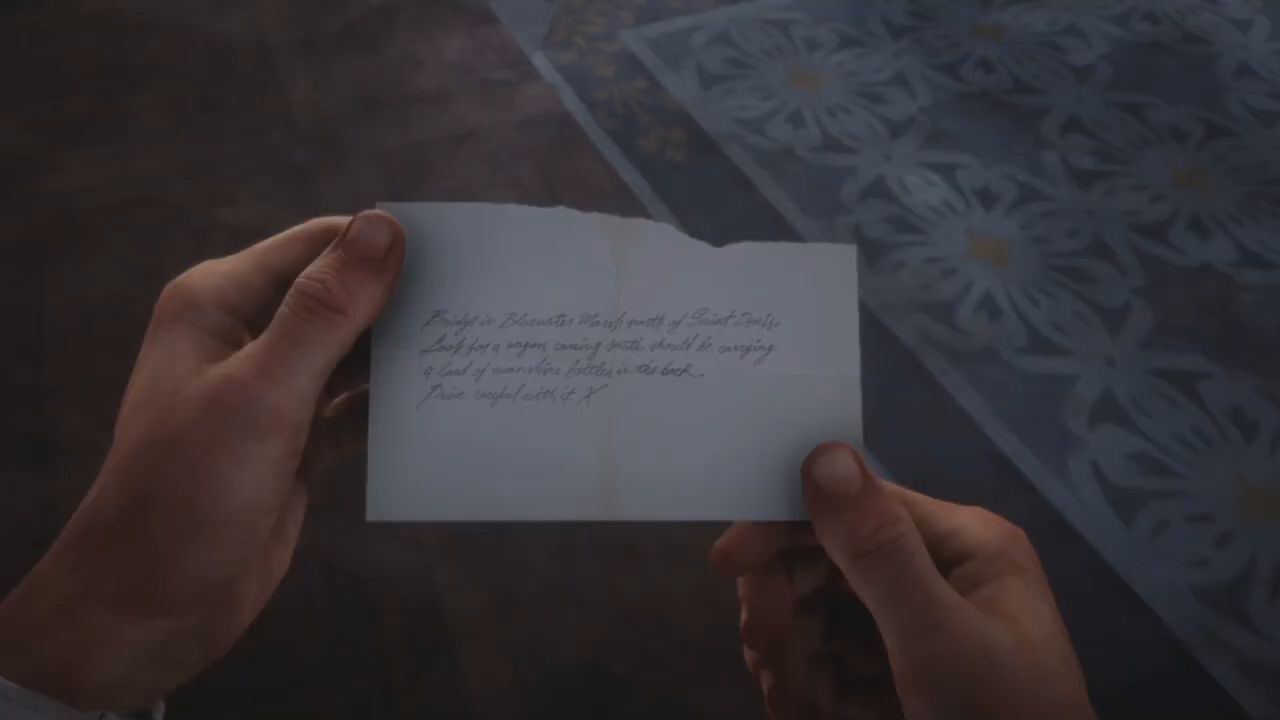 Bridge in Bluewater Marsh north of Saint Denis.
Look for a wagon coming south, should be carrying
a load of moonshine bottles in the back.
Drive careful with it X